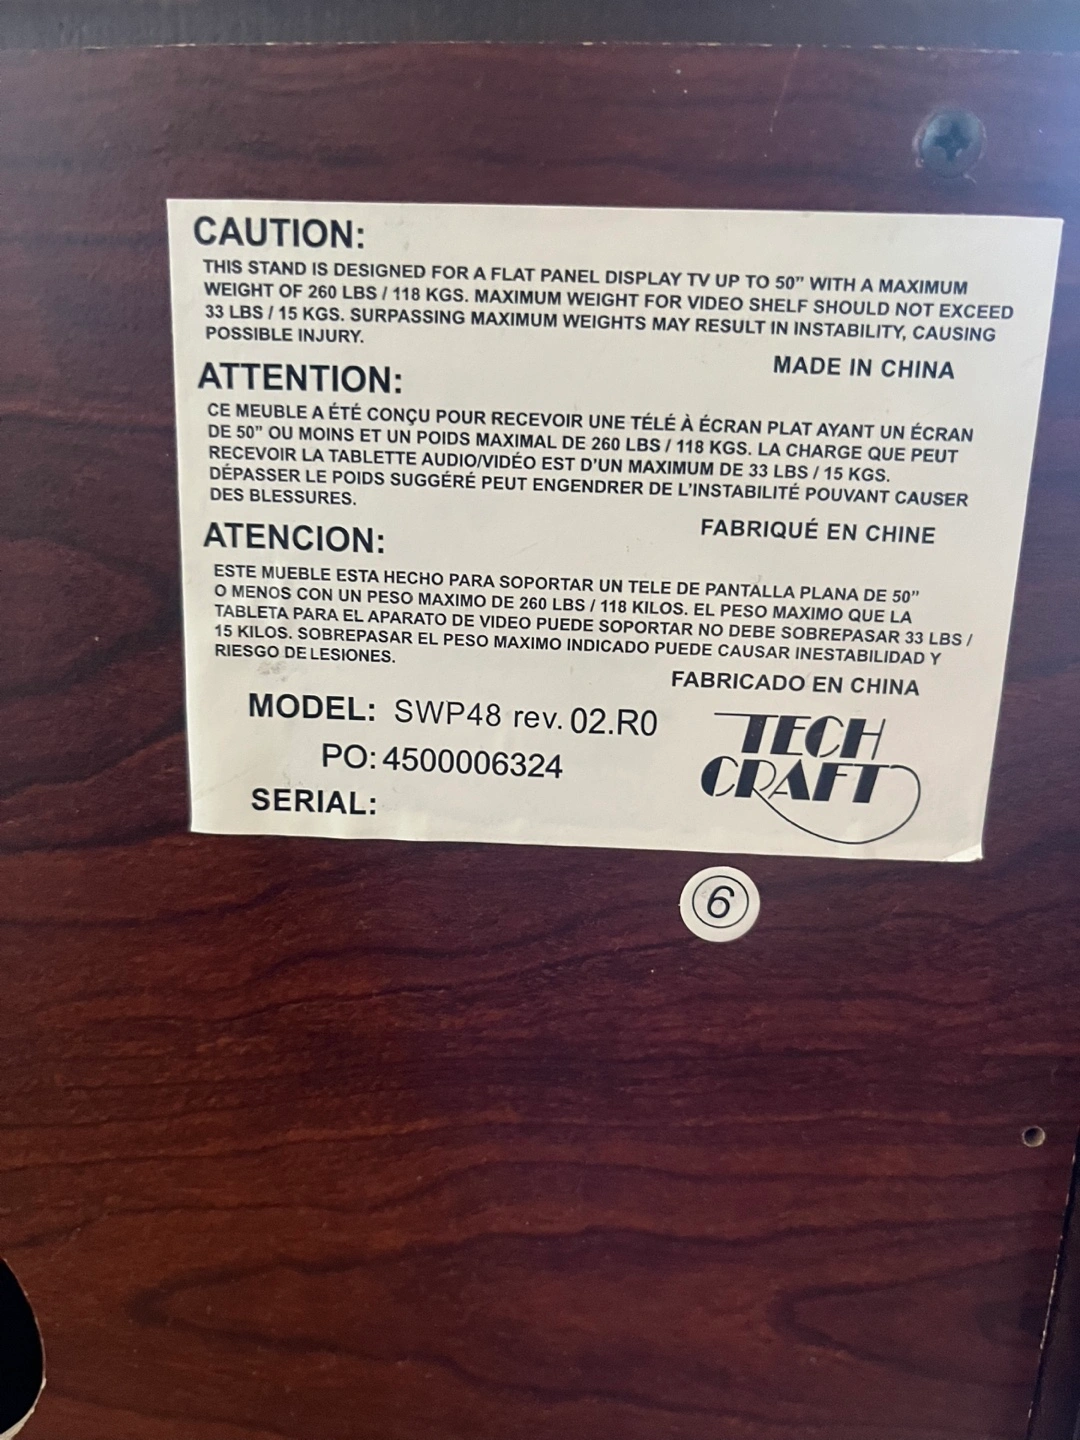 CAUTION:
THIS STAND IS DESIGNED FOR A FLAT PANEL DISPLAY TV UP TO 50" WITH A MAXIMUM
WEIGHT OF 260 LBS / 118 KGS. MAXIMUM WEIGHT FOR VIDEO SHELF SHOULD NOT EXCEED
33 LBS / 15 KGS. SURPASSING MAXIMUM WEIGHTS MAY RESULT IN INSTABILITY, CAUSING
POSSIBLE INJURY.
MADE IN CHINA
ATTENTION:
CE MEUBLE A ÉTÉ CONÇU POUR RECEVOIR UNE TÉLÉ À ÉCRAN PLAT AYANT UN ÉCRAN
DE 50" OU MOINS ET UN POIDS MAXIMAL DE 260 LBS / 118 KGS. LA CHARGE QUE PEUT
RECEVOIR LA TABLETTE AUDIO/VIDÉO EST D'UN MAXIMUM DE 33 LBS / 15 KGS.
DÉPASSER LE POIDS SUGGÉRÉ PEUT ENGENDRER DE L'INSTABILITÉ POUVANT CAUSER
DES BLESSURES.
FABRIQUÉ EN CHINE
ATENCION:
ESTE MUEBLE ESTA HECHO PARA SOPORTAR UN TELE DE PANTALLA PLANA DE 50"
O MENOS CON UN PESO MAXIMO DE 260 LBS / 118 KILOS. EL PESO MAXIMO QUE LA
TABLETA PARA EL APARATO DE VIDEO PUEDE SOPORTAR NO DEBE SOBREPASAR 33 LBS /
15 KILOS. SOBREPASAR EL PESO MAXIMO INDICADO PUEDE CAUSAR INESTABILIDAD Y
RIESGO DE LESIONES.
FABRICADO EN CHINA
MODEL: SWP48 rev. 02.R0
PO: 4500006324
SERIAL:
TECH
CRAFT
6